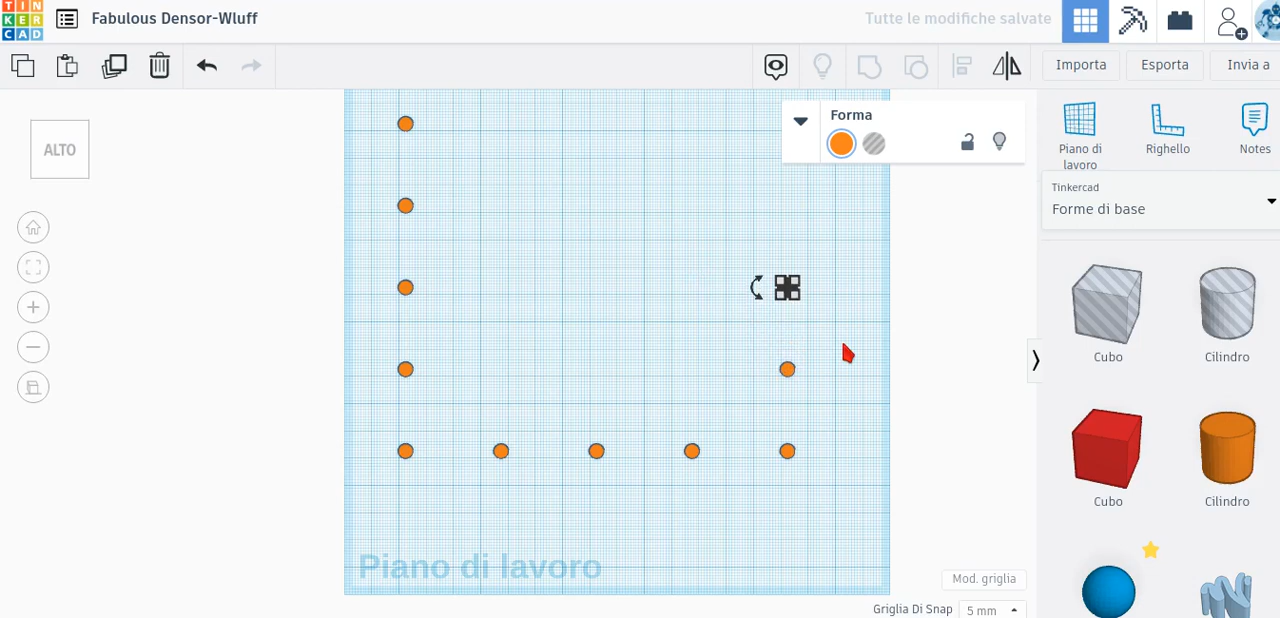 TIN
KER
CAD
Fabulous Densor-Wluff
Tutte le modifiche salvate
Importa
Esporta
Invia a
ALTO
Forma
Piano di
lavoro
Righello
Notes
Tinkercad
Forme di base
Cubo
Cilindro
Cubo
Cilindro
Piano di lavoro
Mod. griglia
Griglia Di Snap
5 mm